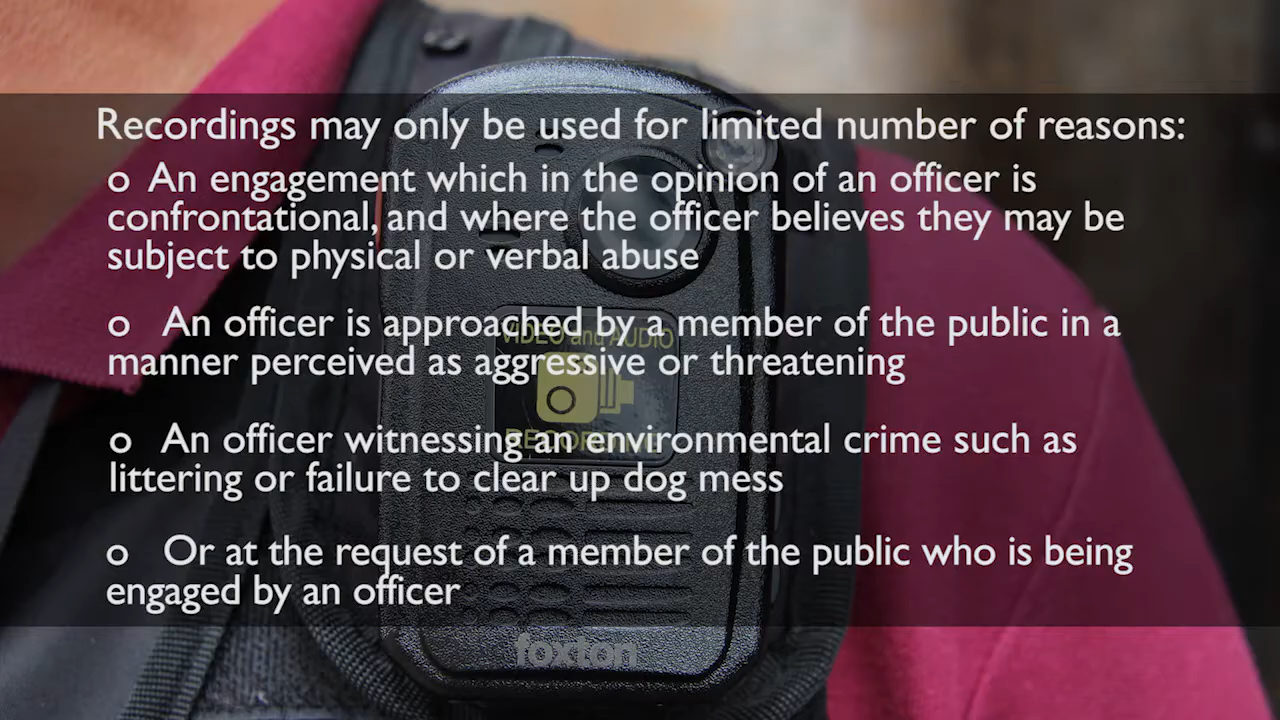 Recordings may only be used for limited number of reasons:
o An engagement which in the opinion of an officer is
confrontational, and where the officer believes they may be
subject to physical or verbal abuse
o An officer is approached by a member of the public in a
manner perceived as aggressive or threatening
o An officer witnessing an environmental crime such as
littering or failure to clear up dog mess
o Or at the request of a member of the public who is being
engaged by an officer
VIDEO and AUDIO
RECORDING
foxton